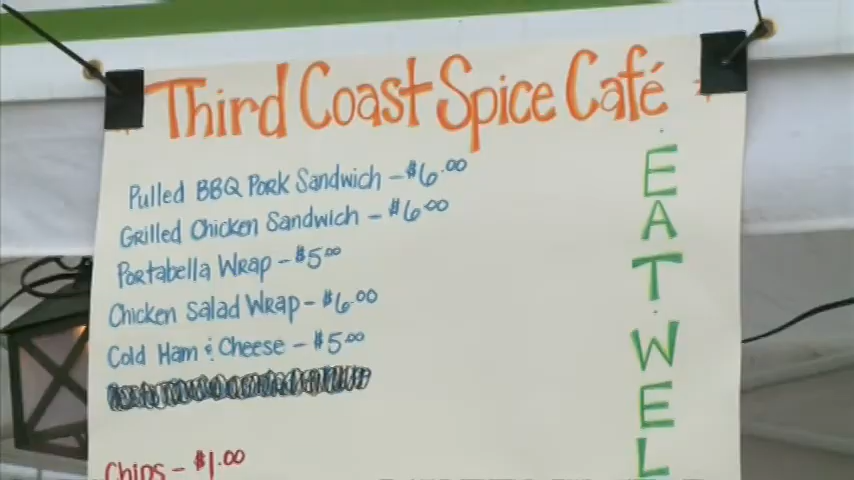 Third Coast Spice Café
Pulled BBQ Pork Sandwich - $6.00
Grilled Chicken Sandwich - $6.00
Portabella Wrap - $5.00
Chicken Salad Wrap - $6.00
Cold Ham & Cheese - $5.00
Chips - $1.00
EAT WEL